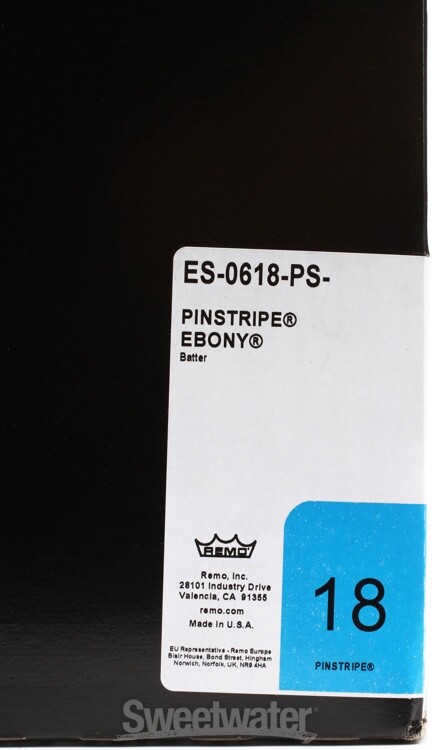 ES-0618-PS-
PINSTRIPE®
EBONY®
Batter
REMO
Remo, Inc.
28101 Industry Drive
Valencia, CA 91355
remo.com
Made in U.S.A.
EU Representative - Remo Europe
Blair House, Bond Street, Hingham
Norwich, Norfolk, UK, NR9 4HA
18
PINSTRIPE®
Sweetwater®